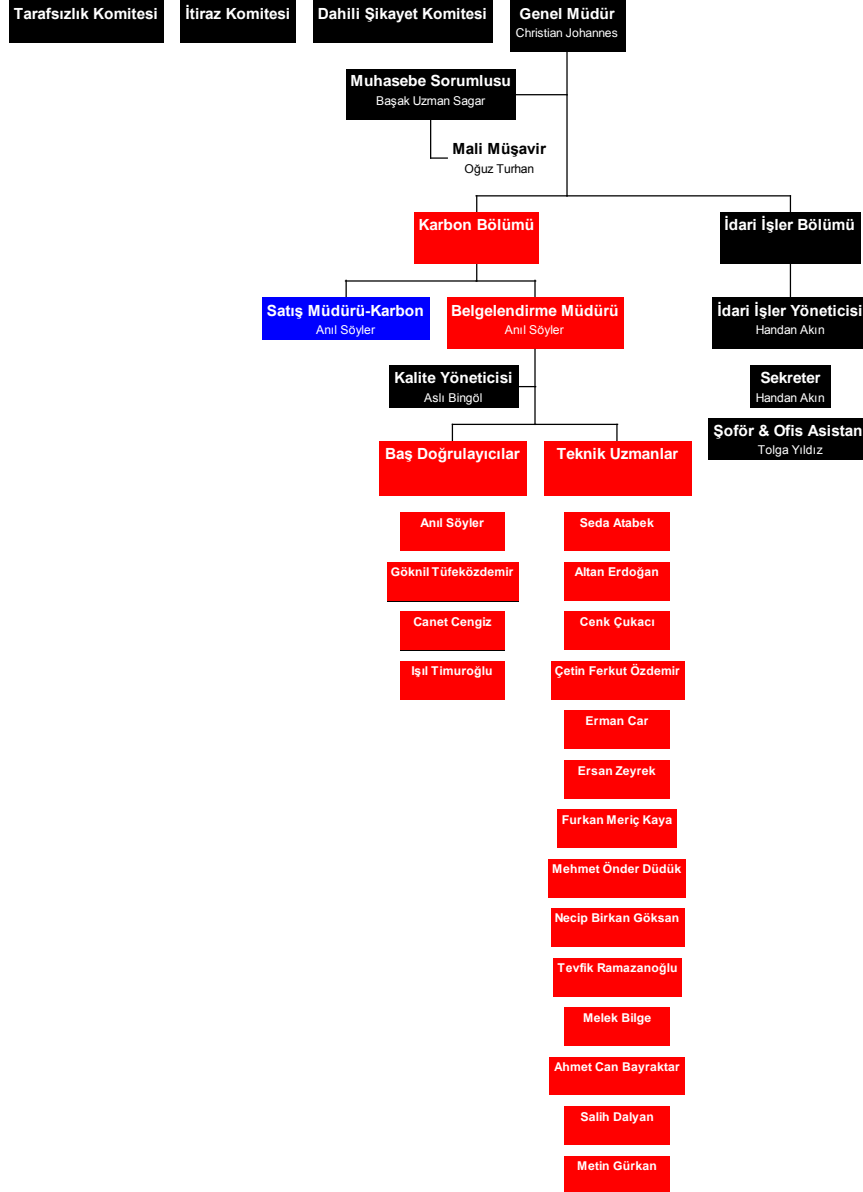 Tarafsızlık Komitesi
İtiraz Komitesi
Dahili Şikayet Komitesi
Genel Müdür
Christian Johannes
Muhasebe Sorumlusu
Başak Uzman Sagar
Mali Müşavir
Oğuz Turhan
Karbon Bölümü
İdari İşler Bölümü
Satış Müdürü-Karbon
Anıl Söyler
Belgelendirme Müdürü
Anıl Söyler
İdari İşler Yöneticisi
Handan Akın
Kalite Yöneticisi
Aslı Bingöl
Sekreter
Handan Akın
Şoför & Ofis Asistan
Tolga Yıldız
Baş Doğrulayıcılar
Teknik Uzmanlar
Anıl Söyler
Göknil Tüfeközdemir
Canet Cengiz
Işıl Timuroğlu
Seda Atabek
Altan Erdoğan
Cenk Çukacı
Çetin Ferkut Özdemir
Erman Car
Ersan Zeyrek
Furkan Meriç Kaya
Mehmet Önder Düdük
Necip Birkan Göksan
Tevfik Ramazanoğlu
Melek Bilge
Ahmet Can Bayraktar
Salih Dalyan
Metin Gürkan